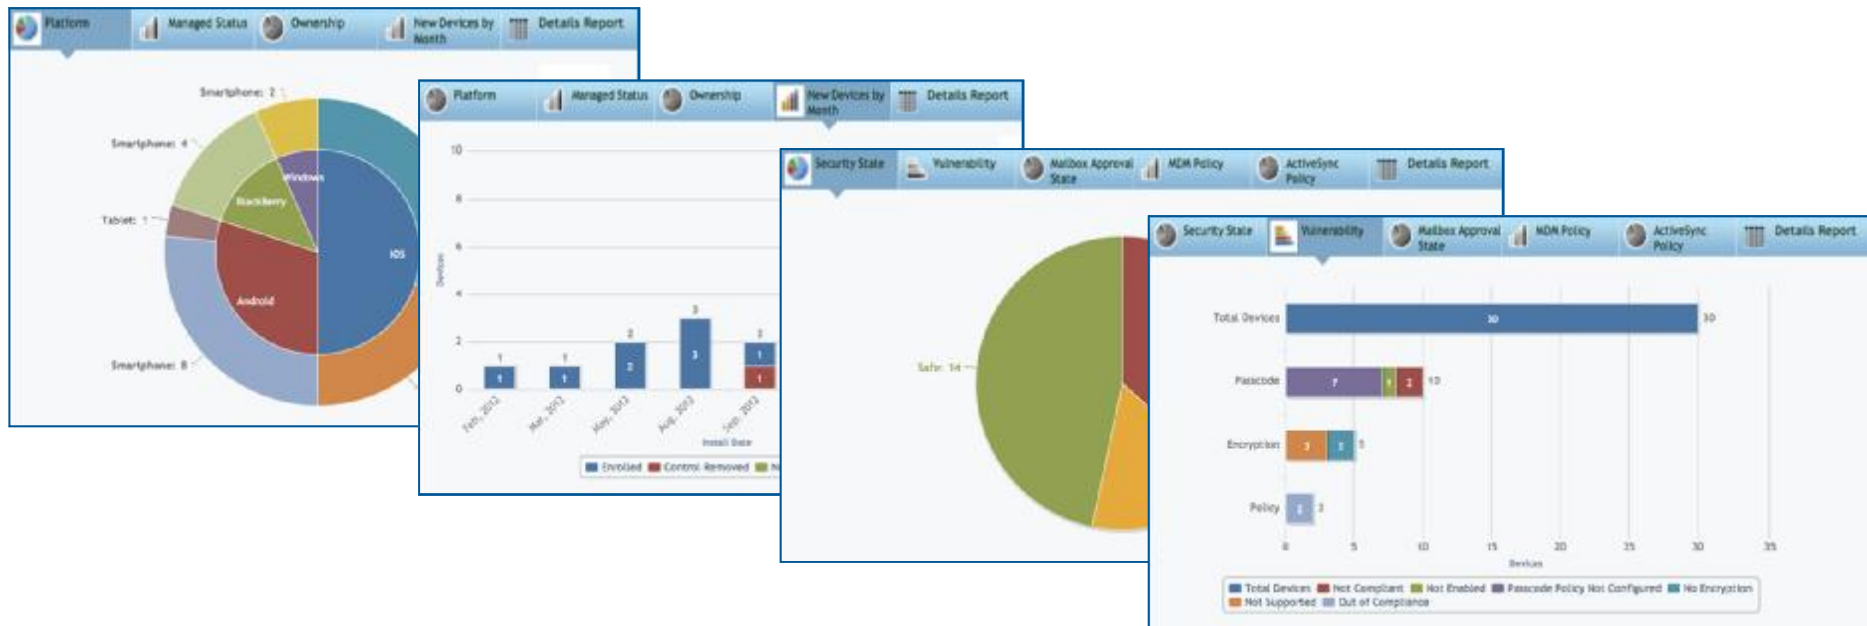 Platform
Managed Status
Ownership
New Devices by
Month
Details Report
Smartphone: 2
Smartphone: 4
Tablet: 1
Smartphone: 8
Windows
BlackBerry
Android
iOS
Platform
Managed Status
Ownership
New Devices by
Month
Details Report
10
8
6
4
2
0
Devices
1
1
2
3
2
1
1
2
3
1
1
Feb, 2012
Mar, 2012
May, 2012
Aug, 2012
Sep, 2012
Install Date
Enrolled
Control Removed
Security State
Vulnerability
Mailbox Approval
State
MDM Policy
ActiveSync
Policy
Details Report
Safe: 14
Security State
Vulnerability
Mailbox Approval
State
MDM Policy
ActiveSync
Policy
Details Report
Total Devices
30
30
Passcode
7
1
2
10
Encryption
3
2
5
Policy
2
2
0
5
10
15
20
25
30
35
Devices
Total Devices
Not Compliant
Not Enabled
Passcode Policy Not Configured
No Encryption
Not Supported
Out of Compliance